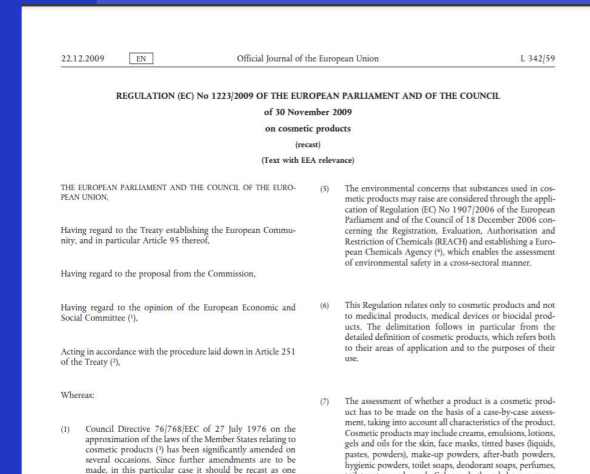 22.12.2009 EN Official Journal of the European Union L 342/59
REGULATION (EC) No 1223/2009 OF THE EUROPEAN PARLIAMENT AND OF THE COUNCIL
of 30 November 2009
on cosmetic products
(recast)
(Text with EEA relevance)
THE EUROPEAN PARLIAMENT AND THE COUNCIL OF THE EURO-
PEAN UNION,
Having regard to the Treaty establishing the European Commu-
nity, and in particular Article 95 thereof,
Having regard to the proposal from the Commission,
Having regard to the opinion of the European Economic and
Social Committee (¹),
Acting in accordance with the procedure laid down in Article 251
of the Treaty (²),
Whereas:
(1) Council Directive 76/768/EEC of 27 July 1976 on the
approximation of the laws of the Member States relating to
cosmetic products (³) has been significantly amended on
several occasions. Since further amendments are to be
made, in this particular case it should be recast as one
(5) The environmental concerns that substances used in cos-
metic products may raise are considered through the appli-
cation of Regulation (EC) No 1907/2006 of the European
Parliament and of the Council of 18 December 2006 con-
cerning the Registration, Evaluation, Authorisation and
Restriction of Chemicals (REACH) and establishing a Euro-
pean Chemicals Agency (⁴), which enables the assessment
of environmental safety in a cross-sectoral manner.
(6) This Regulation relates only to cosmetic products and not
to medicinal products, medical devices or biocidal prod-
ucts. The delimitation follows in particular from the
detailed definition of cosmetic products, which refers both
to their areas of application and to the purposes of their
use.
(7) The assessment of whether a product is a cosmetic prod-
uct has to be made on the basis of a case-by-case assess-
ment, taking into account all characteristics of the product.
Cosmetic products may include creams, emulsions, lotions,
gels and oils for the skin, face masks, tinted bases (liquids,
pastes, powders), make-up powders, after-bath powders,
hygienic powders, toilet soaps, deodorant soaps, perfumes,